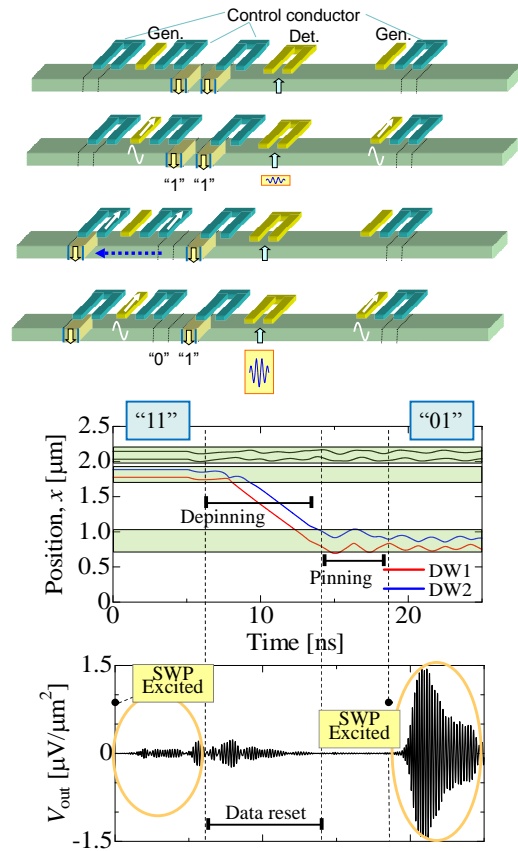 Control conductor
Gen. Det. Gen.
“1” “1”
“0” “1”
“11” “01”
2.5
2.0
1.5
1.0
0.5
0
Position, x [µm]
Depinning
Pinning
DW1
DW2
0 10 20
Time [ns]
1.5
0
-1.5
Vout [µV/µm²]
SWP
Excited
SWP
Excited
Data reset